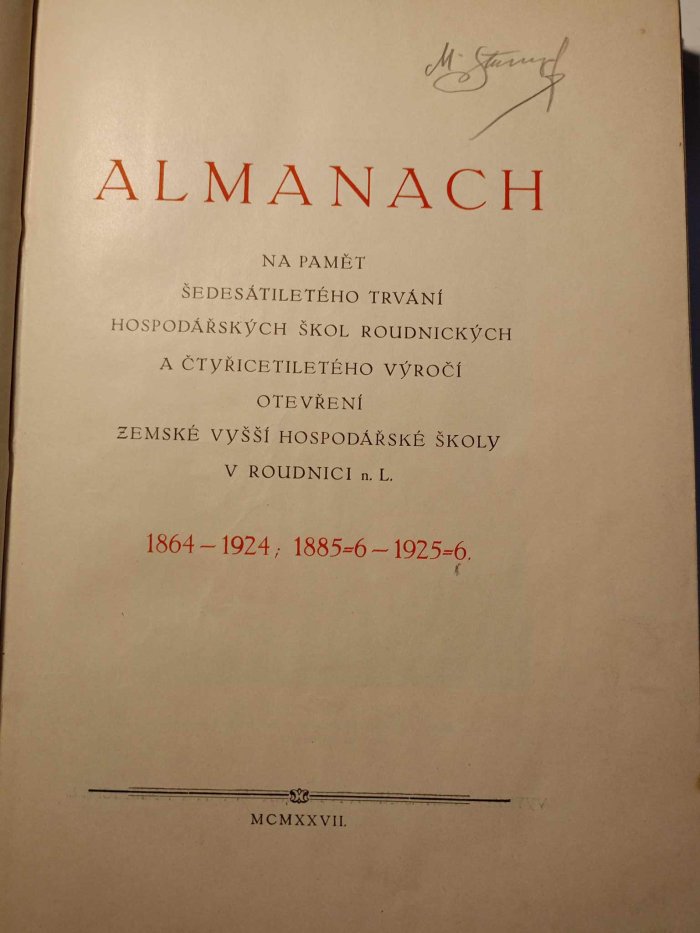 ALMANACH
NA PAMĚT
ŠEDESÁTILETÉHO TRVÁNÍ
HOSPODÁŘSKÝCH ŠKOL ROUDNICKÝCH
A ČTYŘICETILETÉHO VÝROČÍ
OTEVŘENÍ
ZEMSKÉ VYŠŠÍ HOSPODÁŘSKÉ ŠKOLY
V ROUDNICI n. L.
1864 – 1924; 1885=6 – 1925=6.
MCMXXVII.